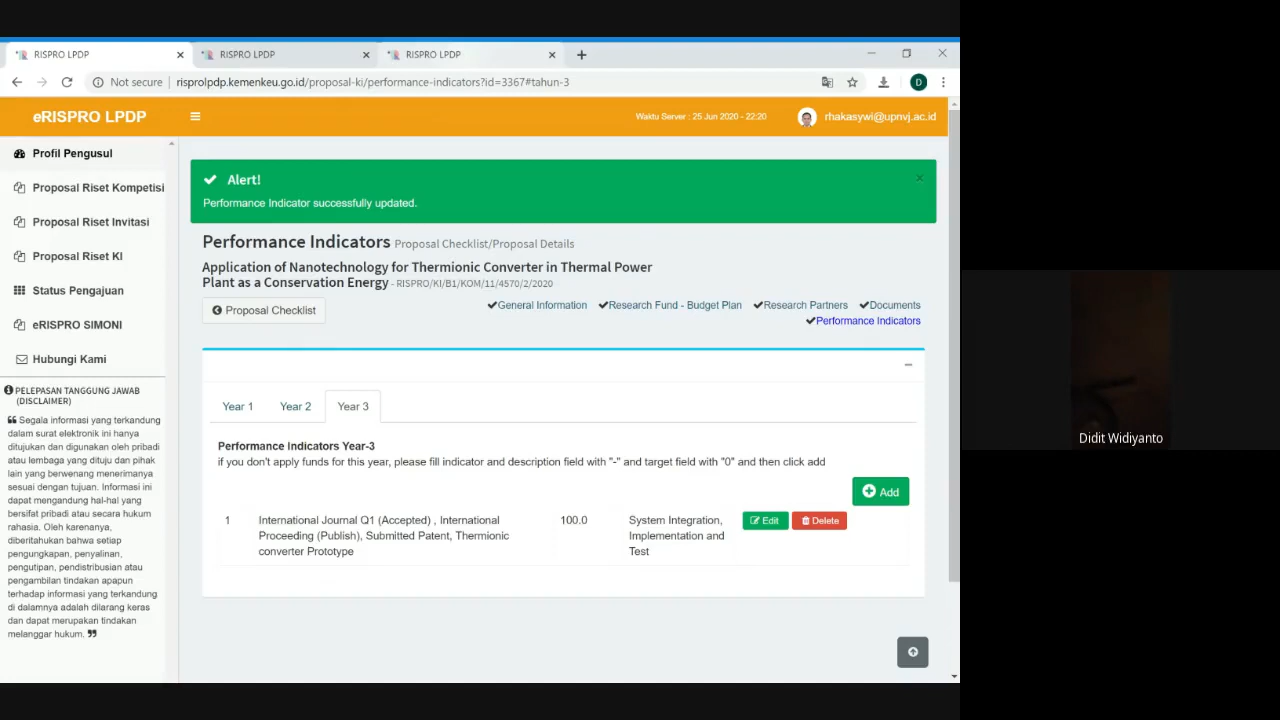 RISPRO LPDP
RISPRO LPDP
RISPRO LPDP
Not secure | risprolpdp.kemenkeu.go.id/proposal-ki/performance-indicators?id=3367#tahun-3
D
eRISPRO LPDP
Waktu Server : 25 Jun 2020 - 22:20
rhakasywi@upnvj.ac.id
Profil Pengusul
Proposal Riset Kompetisi
Proposal Riset Invitasi
Proposal Riset KI
Status Pengajuan
eRISPRO SIMONI
Hubungi Kami
PELEPASAN TANGGUNG JAWAB
(DISCLAIMER)
Segala informasi yang terkandung
dalam surat elektronik ini hanya
ditujukan dan digunakan oleh pribadi
atau lembaga yang dituju dan pihak
lain yang berwenang menerimanya
sesuai dengan tujuan. Informasi ini
dapat mengandung hal-hal yang
bersifat pribadi atau secara hukum
rahasia. Oleh karenanya,
diberitahukan bahwa setiap
pengungkapan, penyalinan,
pengutipan, pendistribusian atau
pengambilan tindakan apapun
terhadap informasi yang terkandung
di dalamnya adalah dilarang keras
dan dapat merupakan tindakan
melanggar hukum.
Alert!
Performance Indicator successfully updated.
Performance Indicators Proposal Checklist/Proposal Details
Application of Nanotechnology for Thermionic Converter in Thermal Power
Plant as a Conservation Energy - RISPRO/KI/B1/KOM/11/4570/2/2020
Proposal Checklist
General Information Research Fund - Budget Plan Research Partners Documents
Performance Indicators
Year 1 Year 2 Year 3
Performance Indicators Year-3
if you don't apply funds for this year, please fill indicator and description field with "-" and target field with "0" and then click add
Add
1 International Journal Q1 (Accepted) , International 100.0 System Integration, Edit Delete
Proceeding (Publish), Submitted Patent, Thermionic Implementation and
converter Prototype Test
Didit Widiyanto